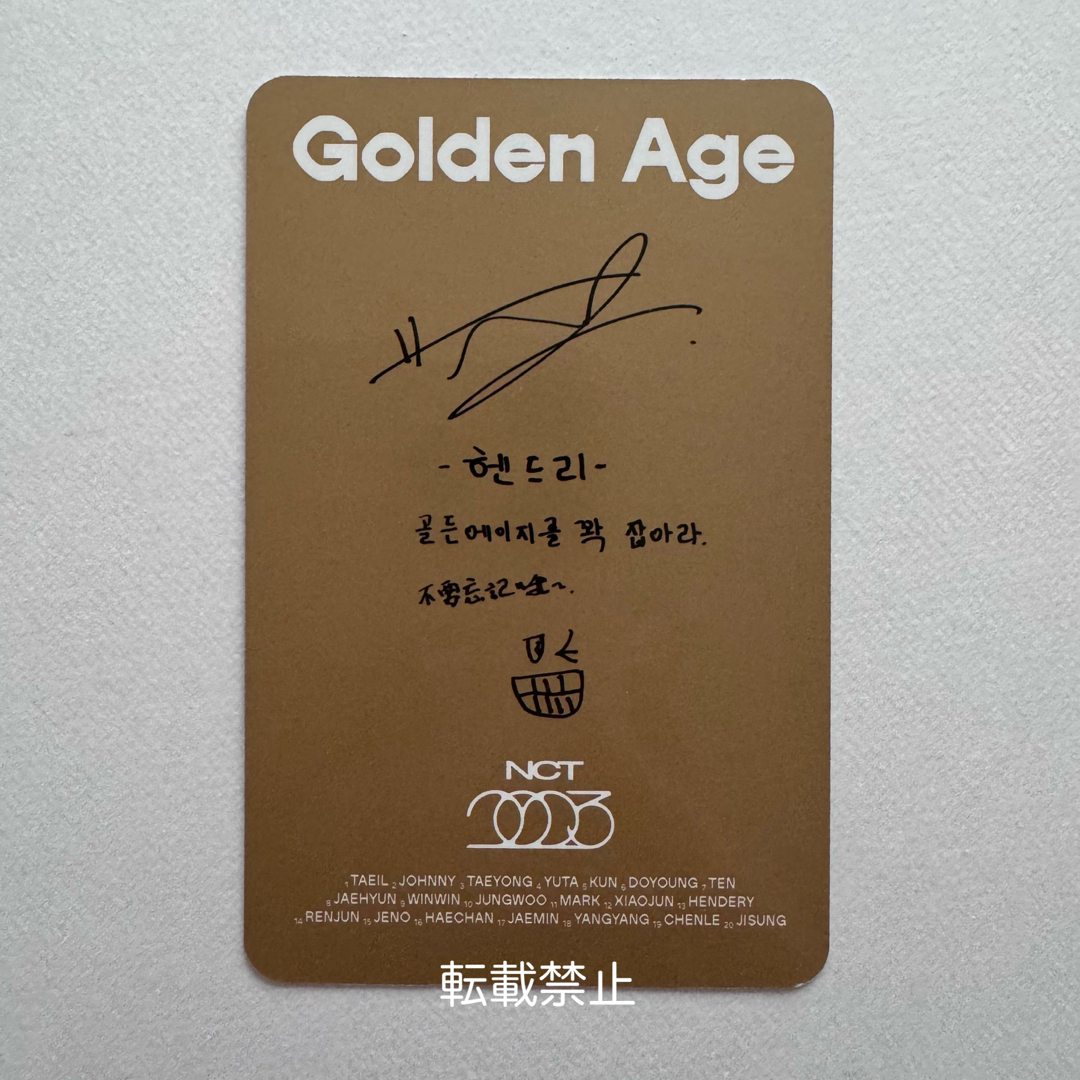 Golden Age
- 헨드리 -
골든에이지를 꽉 잡아라.
不要忘记
NCT
2023
1 TAEIL 2 JOHNNY 3 TAEYONG 4 YUTA 5 KUN 6 DOYOUNG 7 TEN
8 JAEHYUN 9 WINWIN 10 JUNGWOO 11 MARK 12 XIAOJUN 13 HENDERY
14 RENJUN 15 JENO 16 HAECHAN 17 JAEMIN 18 YANGYANG 19 CHENLE 20 JISUNG
転載禁止